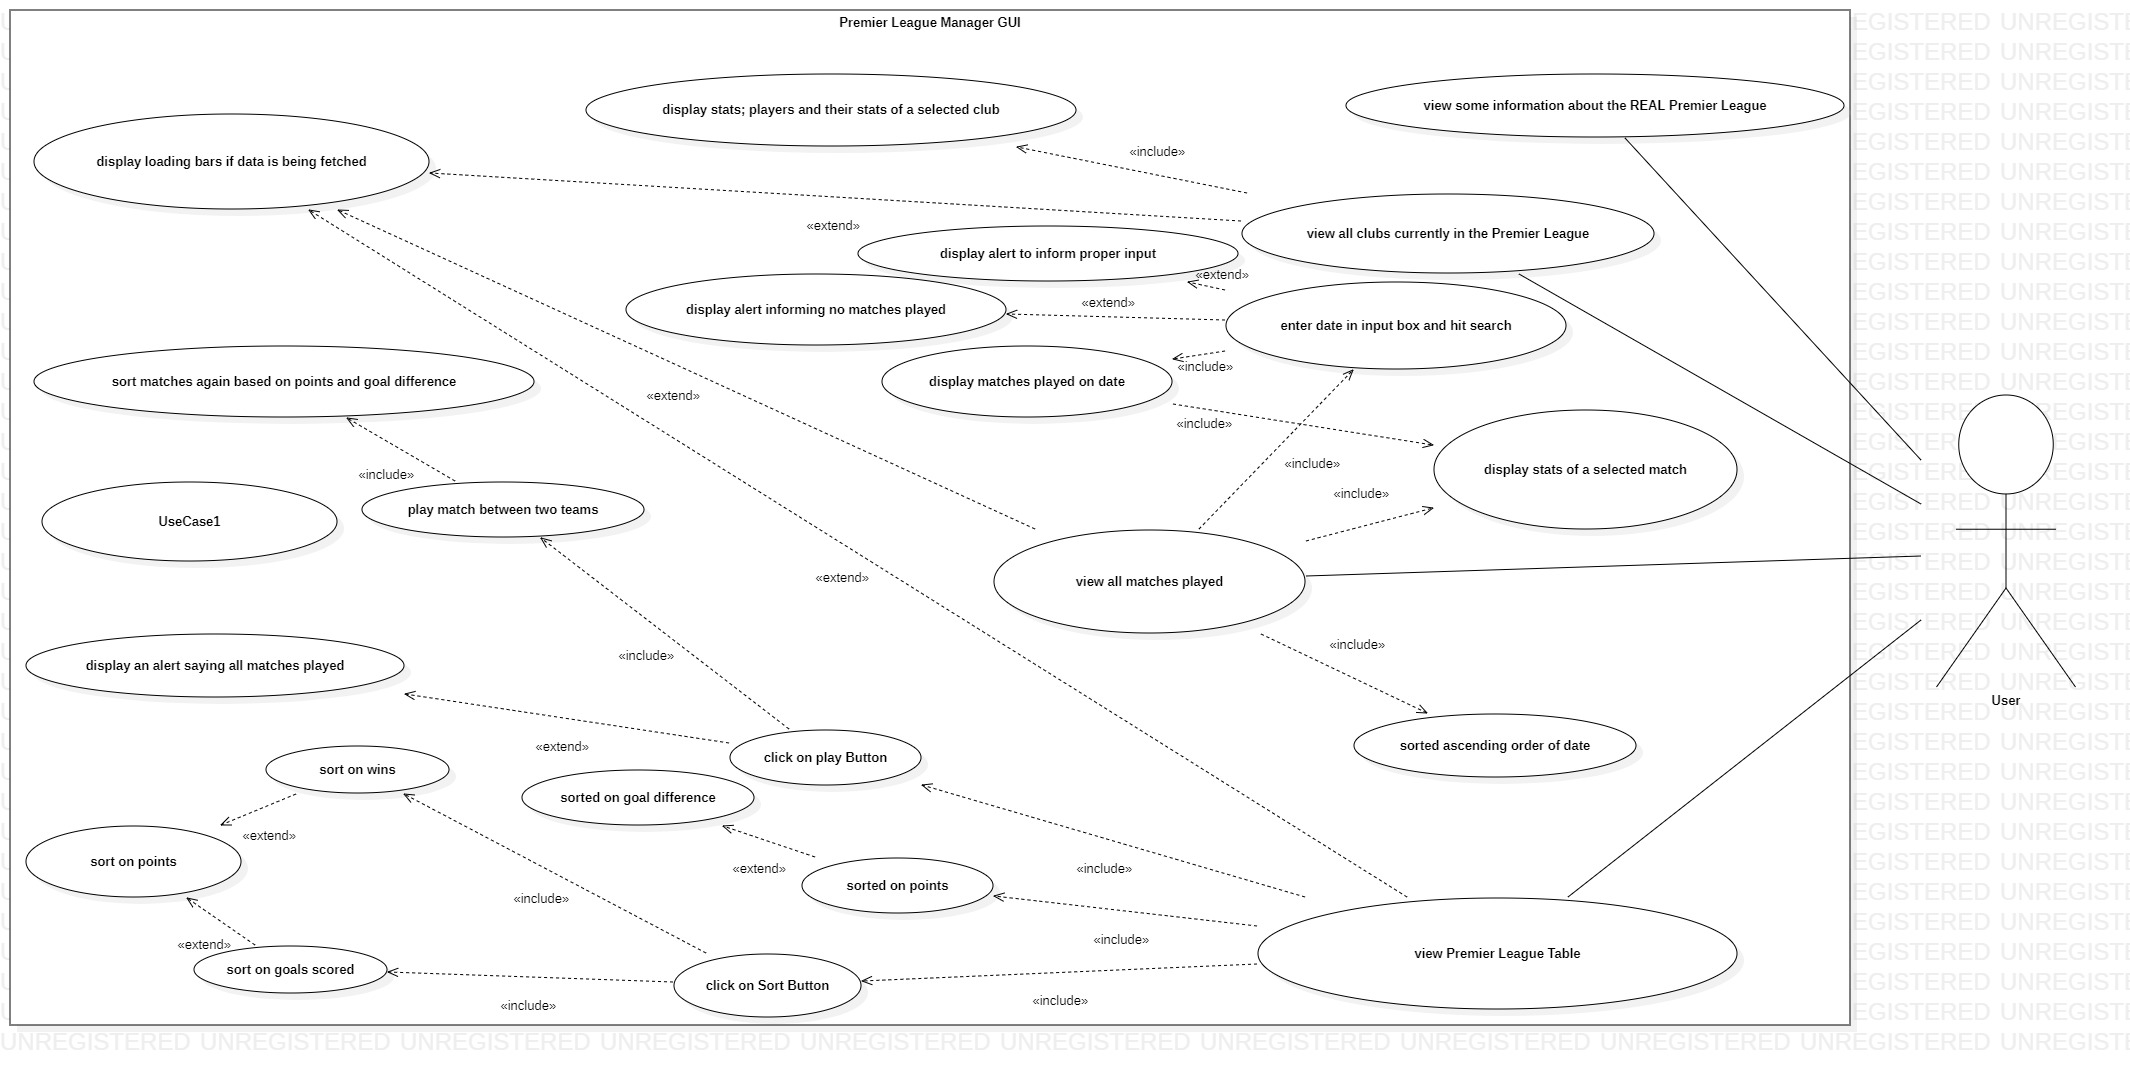 Premier League Manager GUI
display stats; players and their stats of a selected club
view some information about the REAL Premier League
display loading bars if data is being fetched
«include»
«extend»
view all clubs currently in the Premier League
display alert to inform proper input
«extend»
display alert informing no matches played
«extend»
enter date in input box and hit search
«include»
sort matches again based on points and goal difference
display matches played on date
«extend»
«include»
«include»
display stats of a selected match
«include»
«include»
play match between two teams
UseCase1
«extend»
view all matches played
«include»
«include»
display an alert saying all matches played
User
«extend»
click on play Button
sorted ascending order of date
sort on wins
sorted on goal difference
«extend»
sort on points
«extend»
«include»
sorted on points
«include»
«extend»
«include»
view Premier League Table
sort on goals scored
click on Sort Button
«include»
«include»
UNREGISTERED UNREGISTERED UNREGISTERED UNREGISTERED UNREGISTERED UNREGISTERED UNREGISTERED UNREGISTERED UNREGISTERED UNREGISTERED UNREGISTE